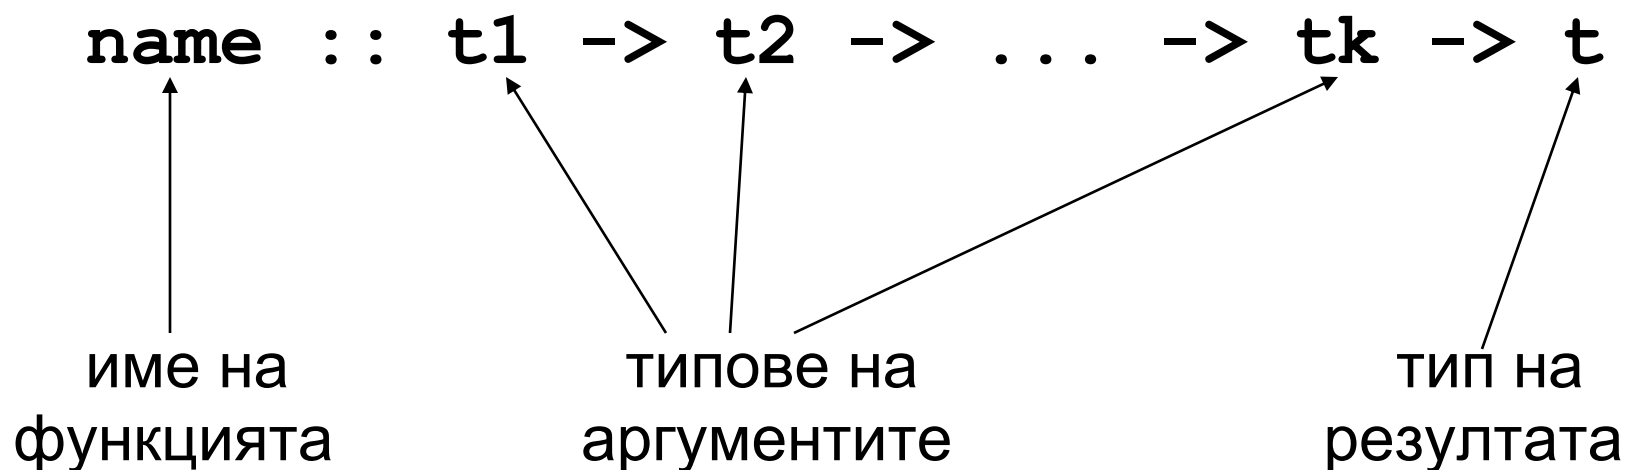 name :: t1 -> t2 -> ... -> tk -> t
име на типове на тип на
функцията аргументите резултата